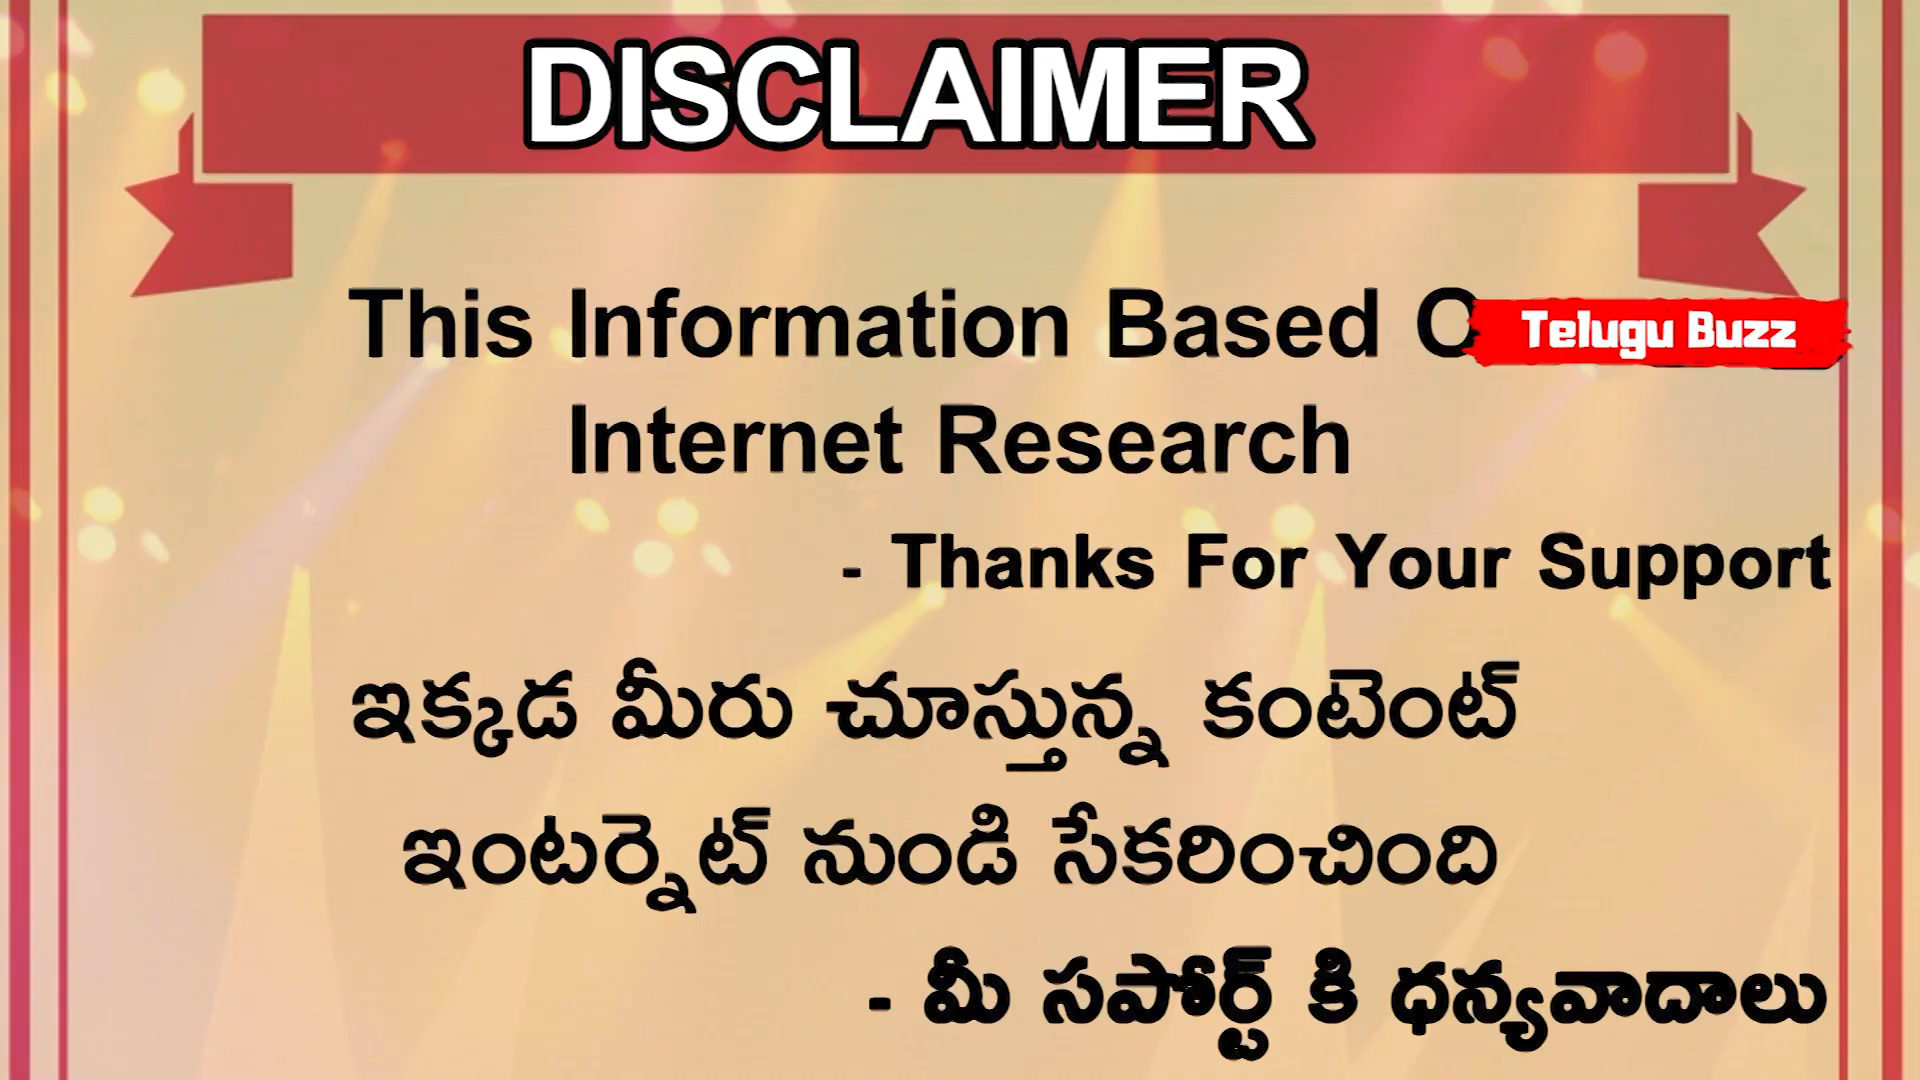 DISCLAIMER
This Information Based
Telugu Buzz
Internet Research
- Thanks For Your Support
ఇక్కడ మీరు చూస్తున్న కంటెంట్
ఇంటర్నెట్ నుండి సేకరించింది
- మీ సపోర్ట్ కి ధన్యవాదాలు